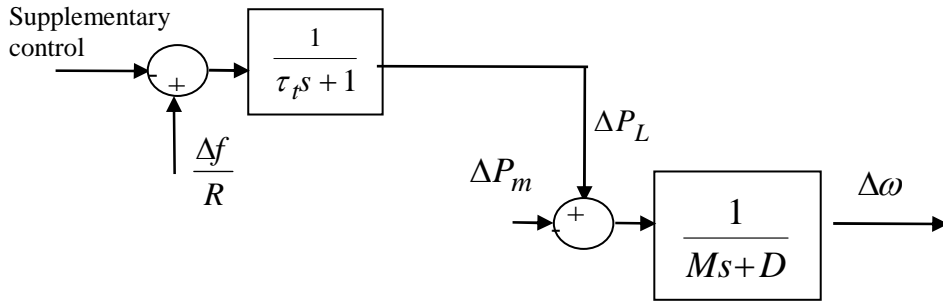 Supplementary
control
-
+
1
τ_t s + 1
Δf
R
ΔP_L
ΔP_m
+
-
1
Ms + D
Δω